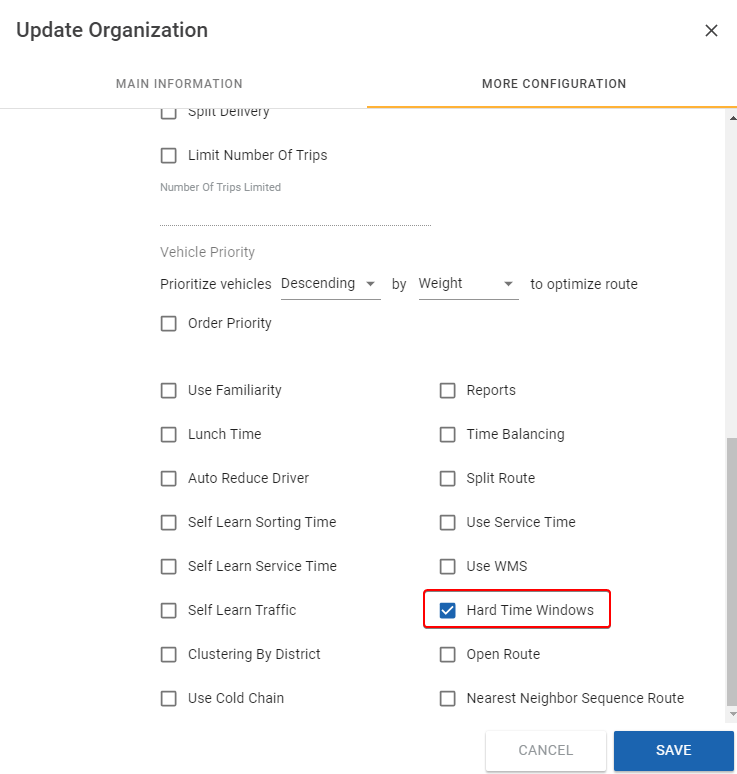 Update Organization
MAIN INFORMATION
MORE CONFIGURATION
Split Delivery
Limit Number Of Trips
Number Of Trips Limited
Vehicle Priority
Prioritize vehicles Descending by Weight to optimize route
Order Priority
Use Familiarity
Reports
Lunch Time
Time Balancing
Auto Reduce Driver
Split Route
Self Learn Sorting Time
Use Service Time
Self Learn Service Time
Use WMS
Self Learn Traffic
Hard Time Windows
Clustering By District
Open Route
Use Cold Chain
Nearest Neighbor Sequence Route
CANCEL
SAVE